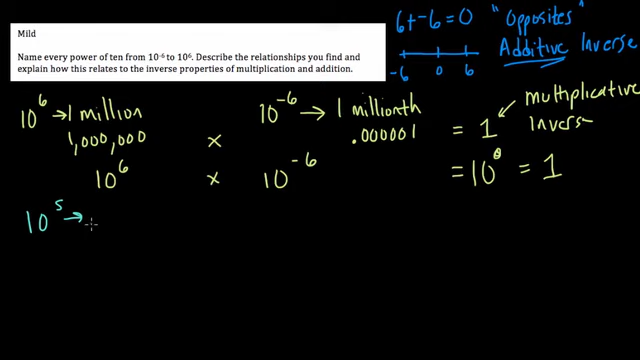 Mild
Name every power of ten from 10⁻⁶ to 10⁶. Describe the relationships you find and
explain how this relates to the inverse properties of multiplication and addition.
6+-6=0 "Opposites"
Additive Inverse
-6 0 6
10⁶ → 1 million 10⁻⁶ → 1 millionth multiplicative
1,000,000 × .000001 = 1 Inverse
10⁶ × 10⁻⁶ = 10⁰ = 1
10⁵ →